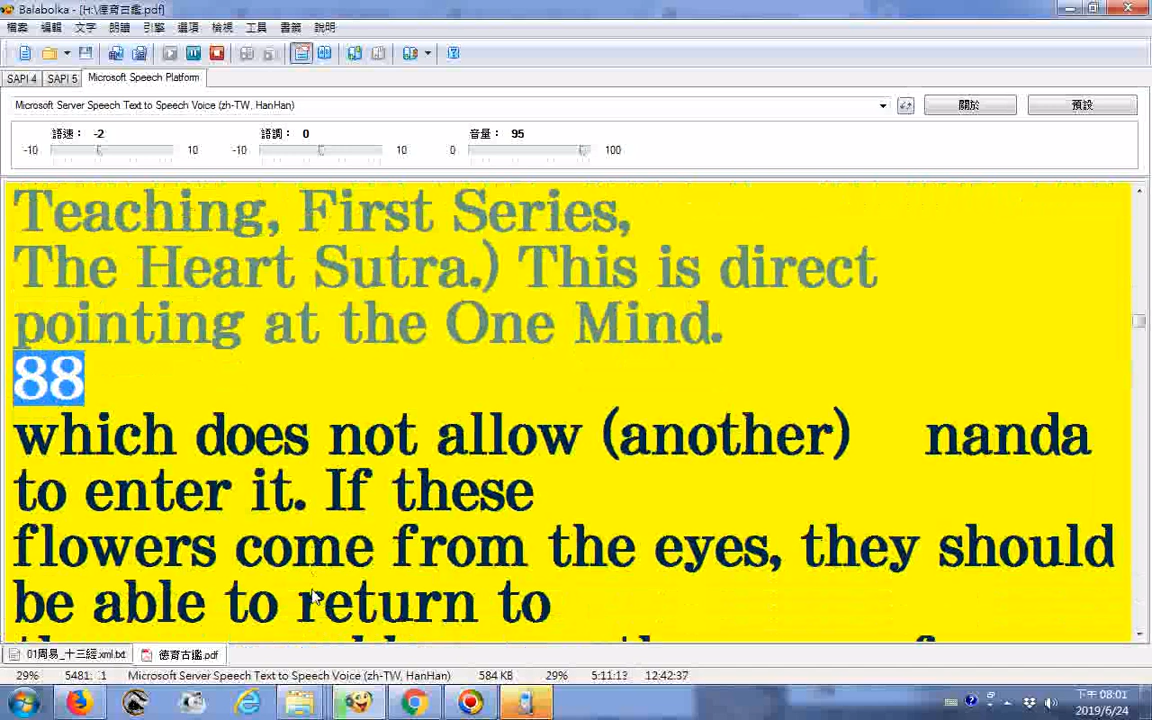 Balabolka - [H:\德育古鑑.pdf]
檔案 編輯 文字 朗讀 引擎 選項 檢視 工具 書籤 說明
SAPI 4 SAPI 5 Microsoft Speech Platform
Microsoft Server Speech Text to Speech Voice (zh-TW, HanHan) 關於 預設
語速： -2 語調： 0 音量： 95
-10 10 -10 10 0 100
Teaching, First Series,
The Heart Sutra.) This is direct
pointing at the One Mind.
88
which does not allow (another) nanda
to enter it. If these
flowers come from the eyes, they should
be able to return to
01周易_十三經.xml.txt 德育古鑑.pdf
29% 5481: 1 Microsoft Server Speech Text to Speech Voice (zh-TW, HanHan) 584 KB 29% 5:11:13 12:42:37
下午 08:01
2019/6/24